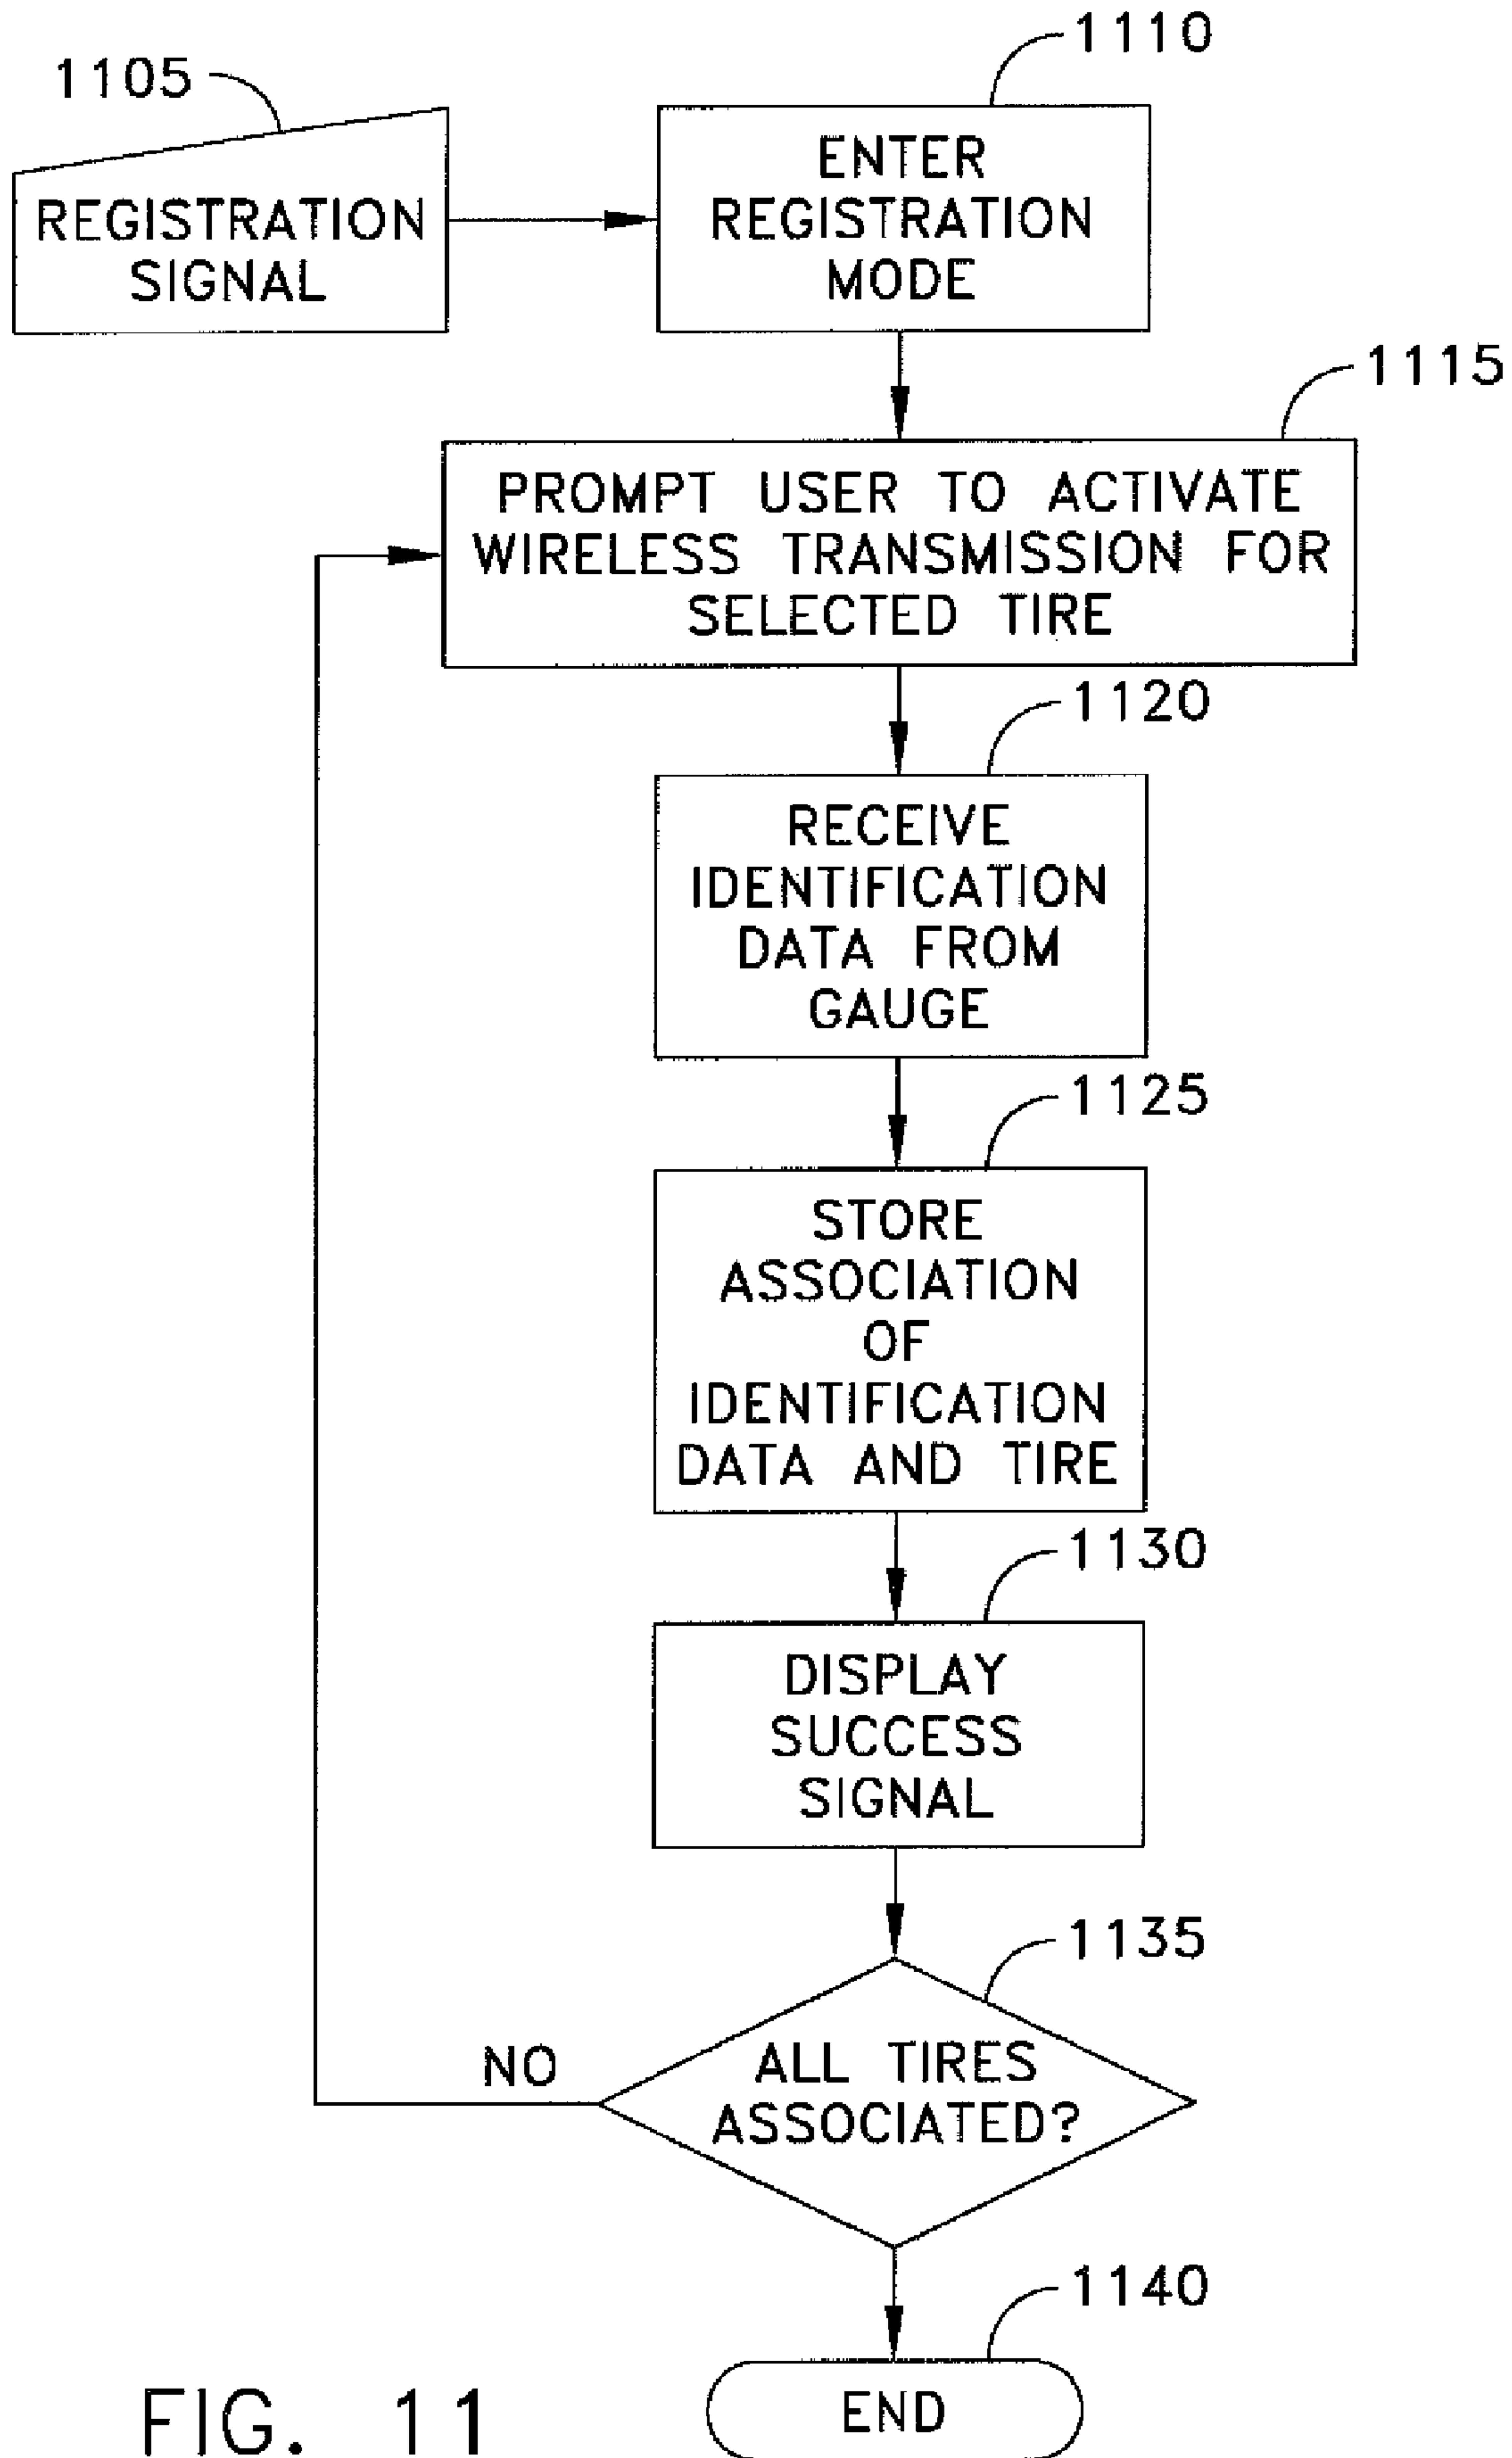 1110
1105
ENTER
REGISTRATION
MODE
REGISTRATION
SIGNAL
1115
PROMPT USER TO ACTIVATE
WIRELESS TRANSMISSION FOR
SELECTED TIRE
1120
RECEIVE
IDENTIFICATION
DATA FROM
GAUGE
1125
STORE
ASSOCIATION
OF
IDENTIFICATION
DATA AND TIRE
1130
DISPLAY
SUCCESS
SIGNAL
1135
NO
ALL TIRES
ASSOCIATED?
1140
END
FIG. 11